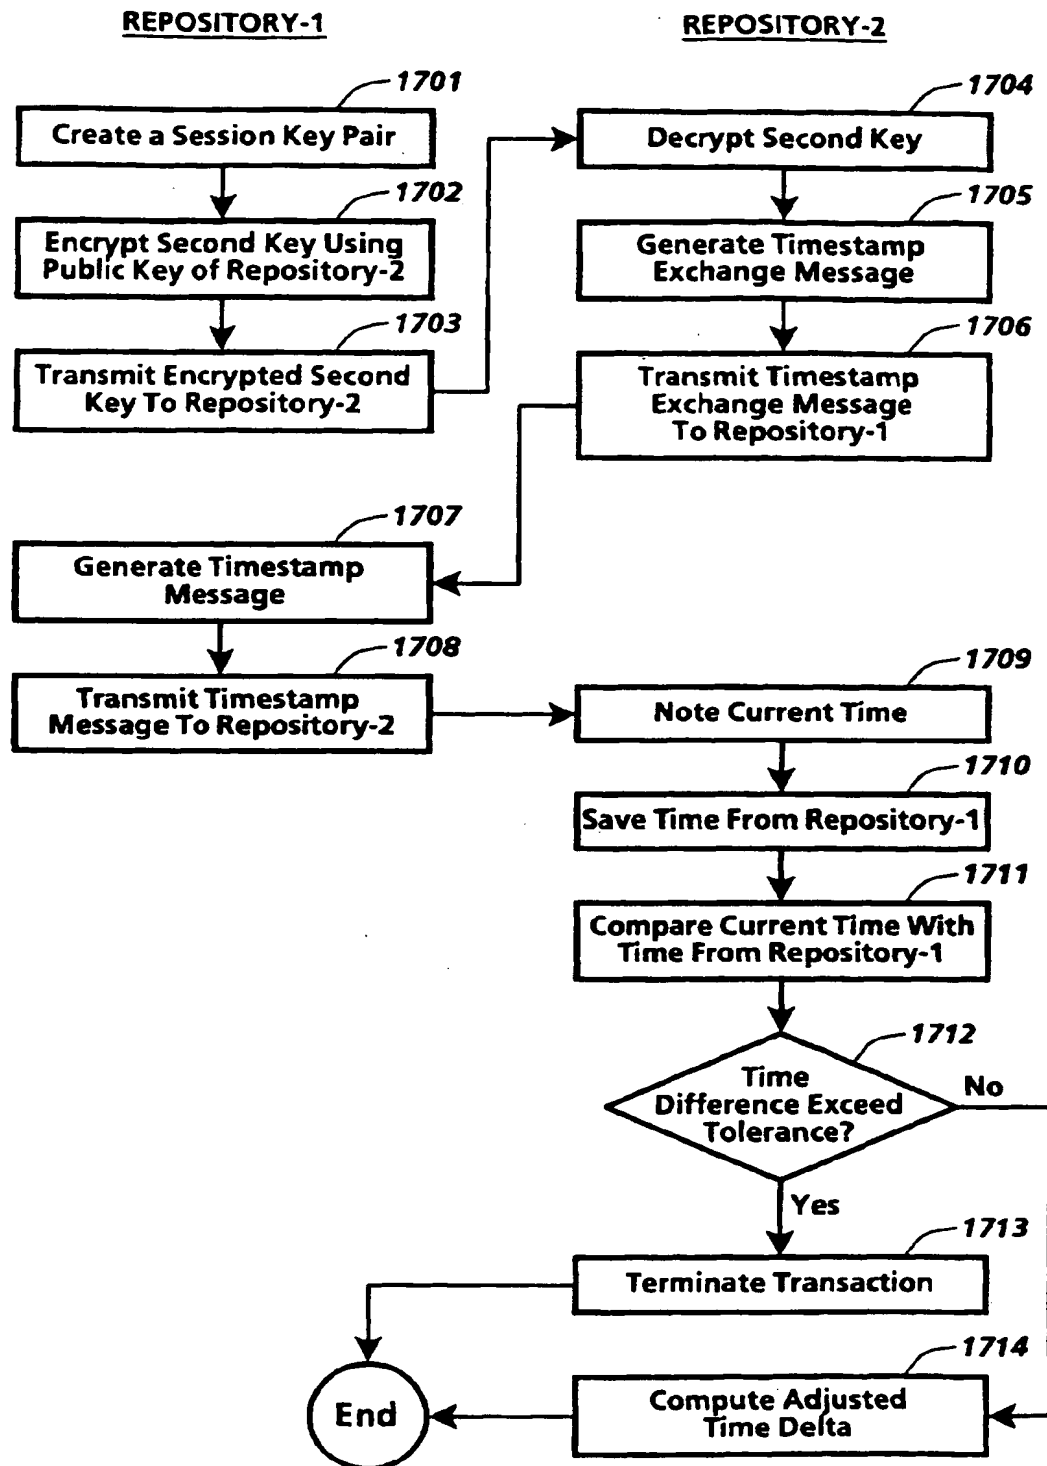 REPOSITORY-1
REPOSITORY-2
1701
Create a Session Key Pair
1702
Encrypt Second Key Using
Public Key of Repository-2
1703
Transmit Encrypted Second
Key To Repository-2
1704
Decrypt Second Key
1705
Generate Timestamp
Exchange Message
1706
Transmit Timestamp
Exchange Message
To Repository-1
1707
Generate Timestamp
Message
1708
Transmit Timestamp
Message To Repository-2
1709
Note Current Time
1710
Save Time From Repository-1
1711
Compare Current Time With
Time From Repository-1
1712
Time
Difference Exceed
Tolerance?
No
Yes
1713
Terminate Transaction
1714
Compute Adjusted
Time Delta
End